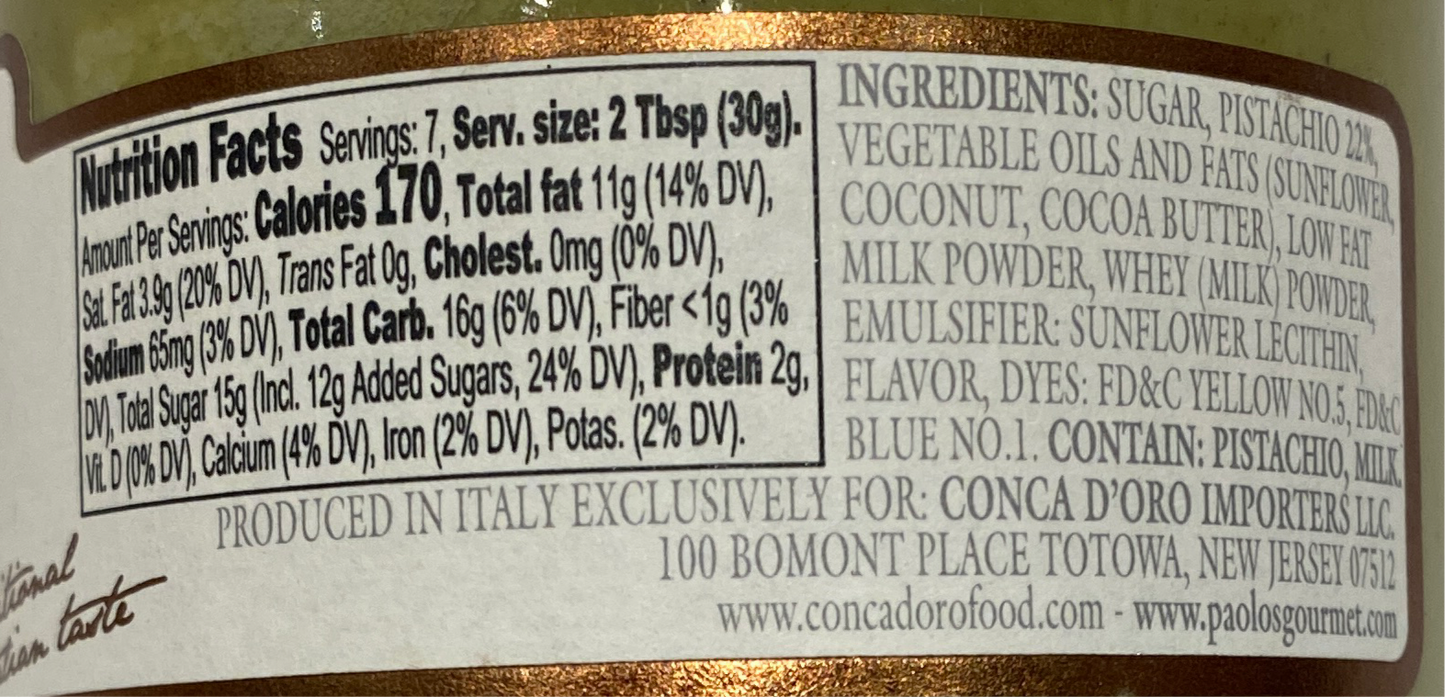 Nutrition Facts Servings: 7, Serv. size: 2 Tbsp (30g).
Amount Per Servings: Calories 170, Total fat 11g (14% DV),
Sat. Fat 3.9g (20% DV), Trans Fat 0g, Cholest. 0mg (0% DV),
Sodium 65mg (3% DV), Total Carb. 16g (6% DV), Fiber <1g (3%
DV), Total Sugar 15g (Incl. 12g Added Sugars, 24% DV), Protein 2g,
Vit. D (0% DV), Calcium (4% DV), Iron (2% DV), Potas. (2% DV).
INGREDIENTS: SUGAR, PISTACHIO 22%,
VEGETABLE OILS AND FATS (SUNFLOWER,
COCONUT, COCOA BUTTER), LOW FAT
MILK POWDER, WHEY (MILK) POWDER,
EMULSIFIER: SUNFLOWER LECITHIN,
FLAVOR, DYES: FD&C YELLOW NO.5, FD&C
BLUE NO.1. CONTAIN: PISTACHIO, MILK.
PRODUCED IN ITALY EXCLUSIVELY FOR: CONCA D'ORO IMPORTERS LLC.
100 BOMONT PLACE TOTOWA, NEW JERSEY 07512
www.concadorofood.com - www.paolosgourmet.com
taste